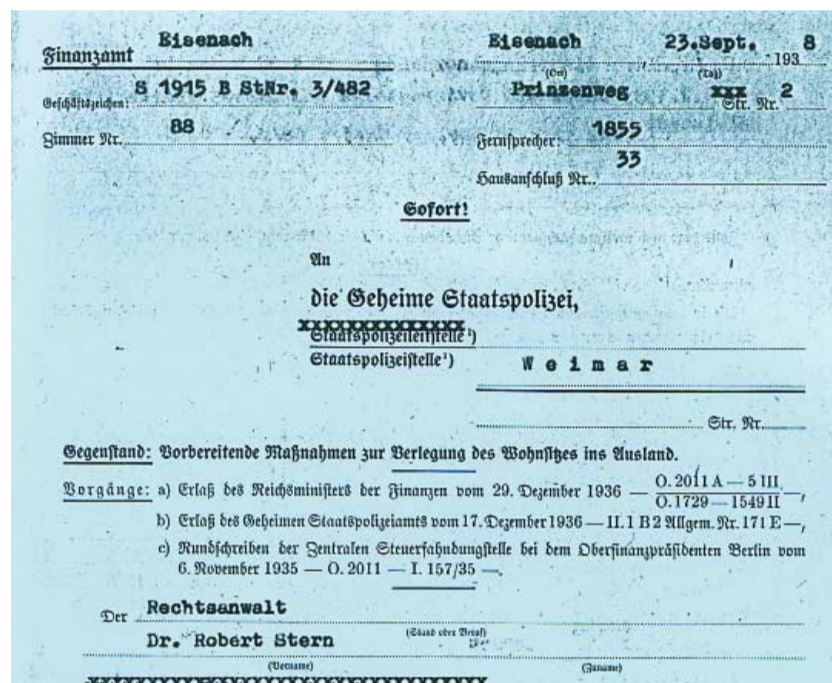 Finanzamt Eisenach
Eisenach 23.Sept. 1938
(Ort) (Tag)
Geschäftszeichen: S 1915 B StNr. 3/482
Prinzenweg xxx Str. Nr. 2
Zimmer Nr. 88
Fernsprecher: 1855
Hausanschluß Nr. 33
Sofort!
An
die Geheime Staatspolizei,
xxxxxxxxxxxxxxx
Staatspolizeileitstelle¹)
Staatspolizeistelle¹) Weimar
Str. Nr.
Gegenstand: Vorbereitende Maßnahmen zur Verlegung des Wohnsitzes ins Ausland.
Vorgänge: a) Erlaß des Reichsministers der Finanzen vom 29. Dezember 1936 — O. 2011 A — 5 III / O. 1729 — 1549 II —,
b) Erlaß des Geheimen Staatspolizeiamts vom 17. Dezember 1936 — II. 1 B 2 Allgem. Nr. 171 E —,
c) Rundschreiben der Zentralen Steuerfahndungsstelle bei dem Oberfinanzpräsidenten Berlin vom
6. November 1935 — O. 2011 — I. 157/35 —.
Der Rechtsanwalt
(Stand oder Beruf)
Dr. Robert Stern
(Vorname) (Zuname)